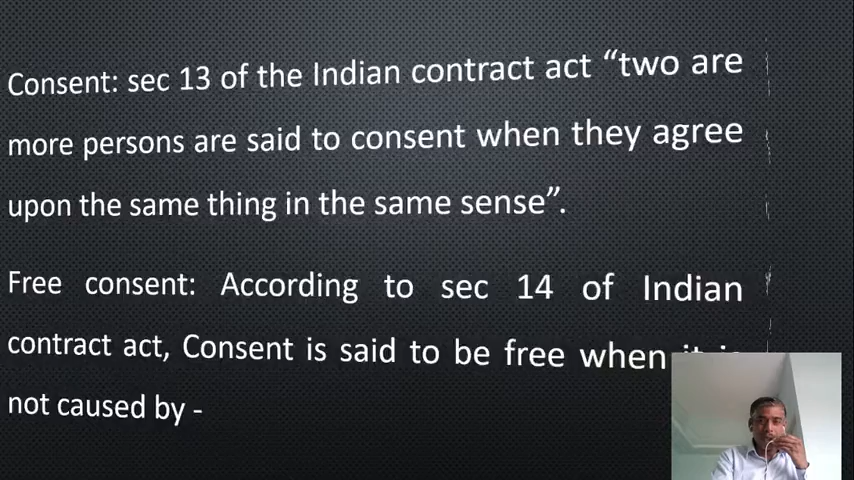 Consent: sec 13 of the Indian contract act “two are
more persons are said to consent when they agree
upon the same thing in the same sense”.
Free consent: According to sec 14 of Indian
contract act, Consent is said to be free when it is
not caused by -